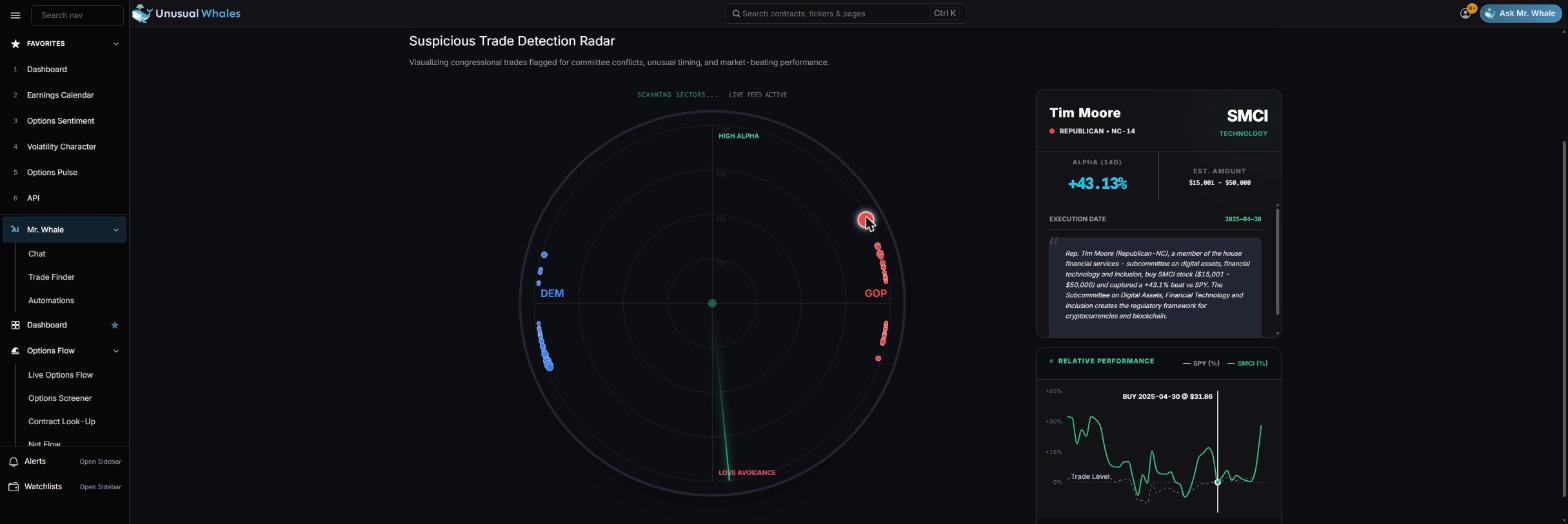 Search nav
Unusual Whales
Search contracts, tickers & pages
Ctrl K
9+
Ask Mr. Whale
FAVORITES
1 Dashboard
2 Earnings Calendar
3 Options Sentiment
4 Volatility Character
5 Options Pulse
6 API
AI Mr. Whale
Chat
Trade Finder
Automations
Dashboard
Options Flow
Live Options Flow
Options Screener
Contract Look-Up
Net Flow
Alerts Open Sidebar
Watchlists Open Sidebar
Suspicious Trade Detection Radar
Visualizing congressional trades flagged for committee conflicts, unusual timing, and market-beating performance.
SCANNING SECTORS... LIVE FEED ACTIVE
HIGH ALPHA
DEM
GOP
LOSS AVOIDANCE
Tim Moore
REPUBLICAN • NC-14
SMCI
TECHNOLOGY
ALPHA (14D)
+43.13%
EST. AMOUNT
$15,001 - $50,000
EXECUTION DATE 2025-04-30
Rep. Tim Moore (Republican-NC), a member of the house
financial services - subcommittee on digital assets, financial
technology and inclusion, buy SMCI stock ($15,001 -
$50,000) and captured a +43.1% beat vs SPY. The
Subcommittee on Digital Assets, Financial Technology and
Inclusion creates the regulatory framework for
cryptocurrencies and blockchain.
RELATIVE PERFORMANCE
— SPY (%) — SMCI (%)
BUY 2025-04-30 @ $31.86
+45%
+30%
+15%
0%
Trade Level